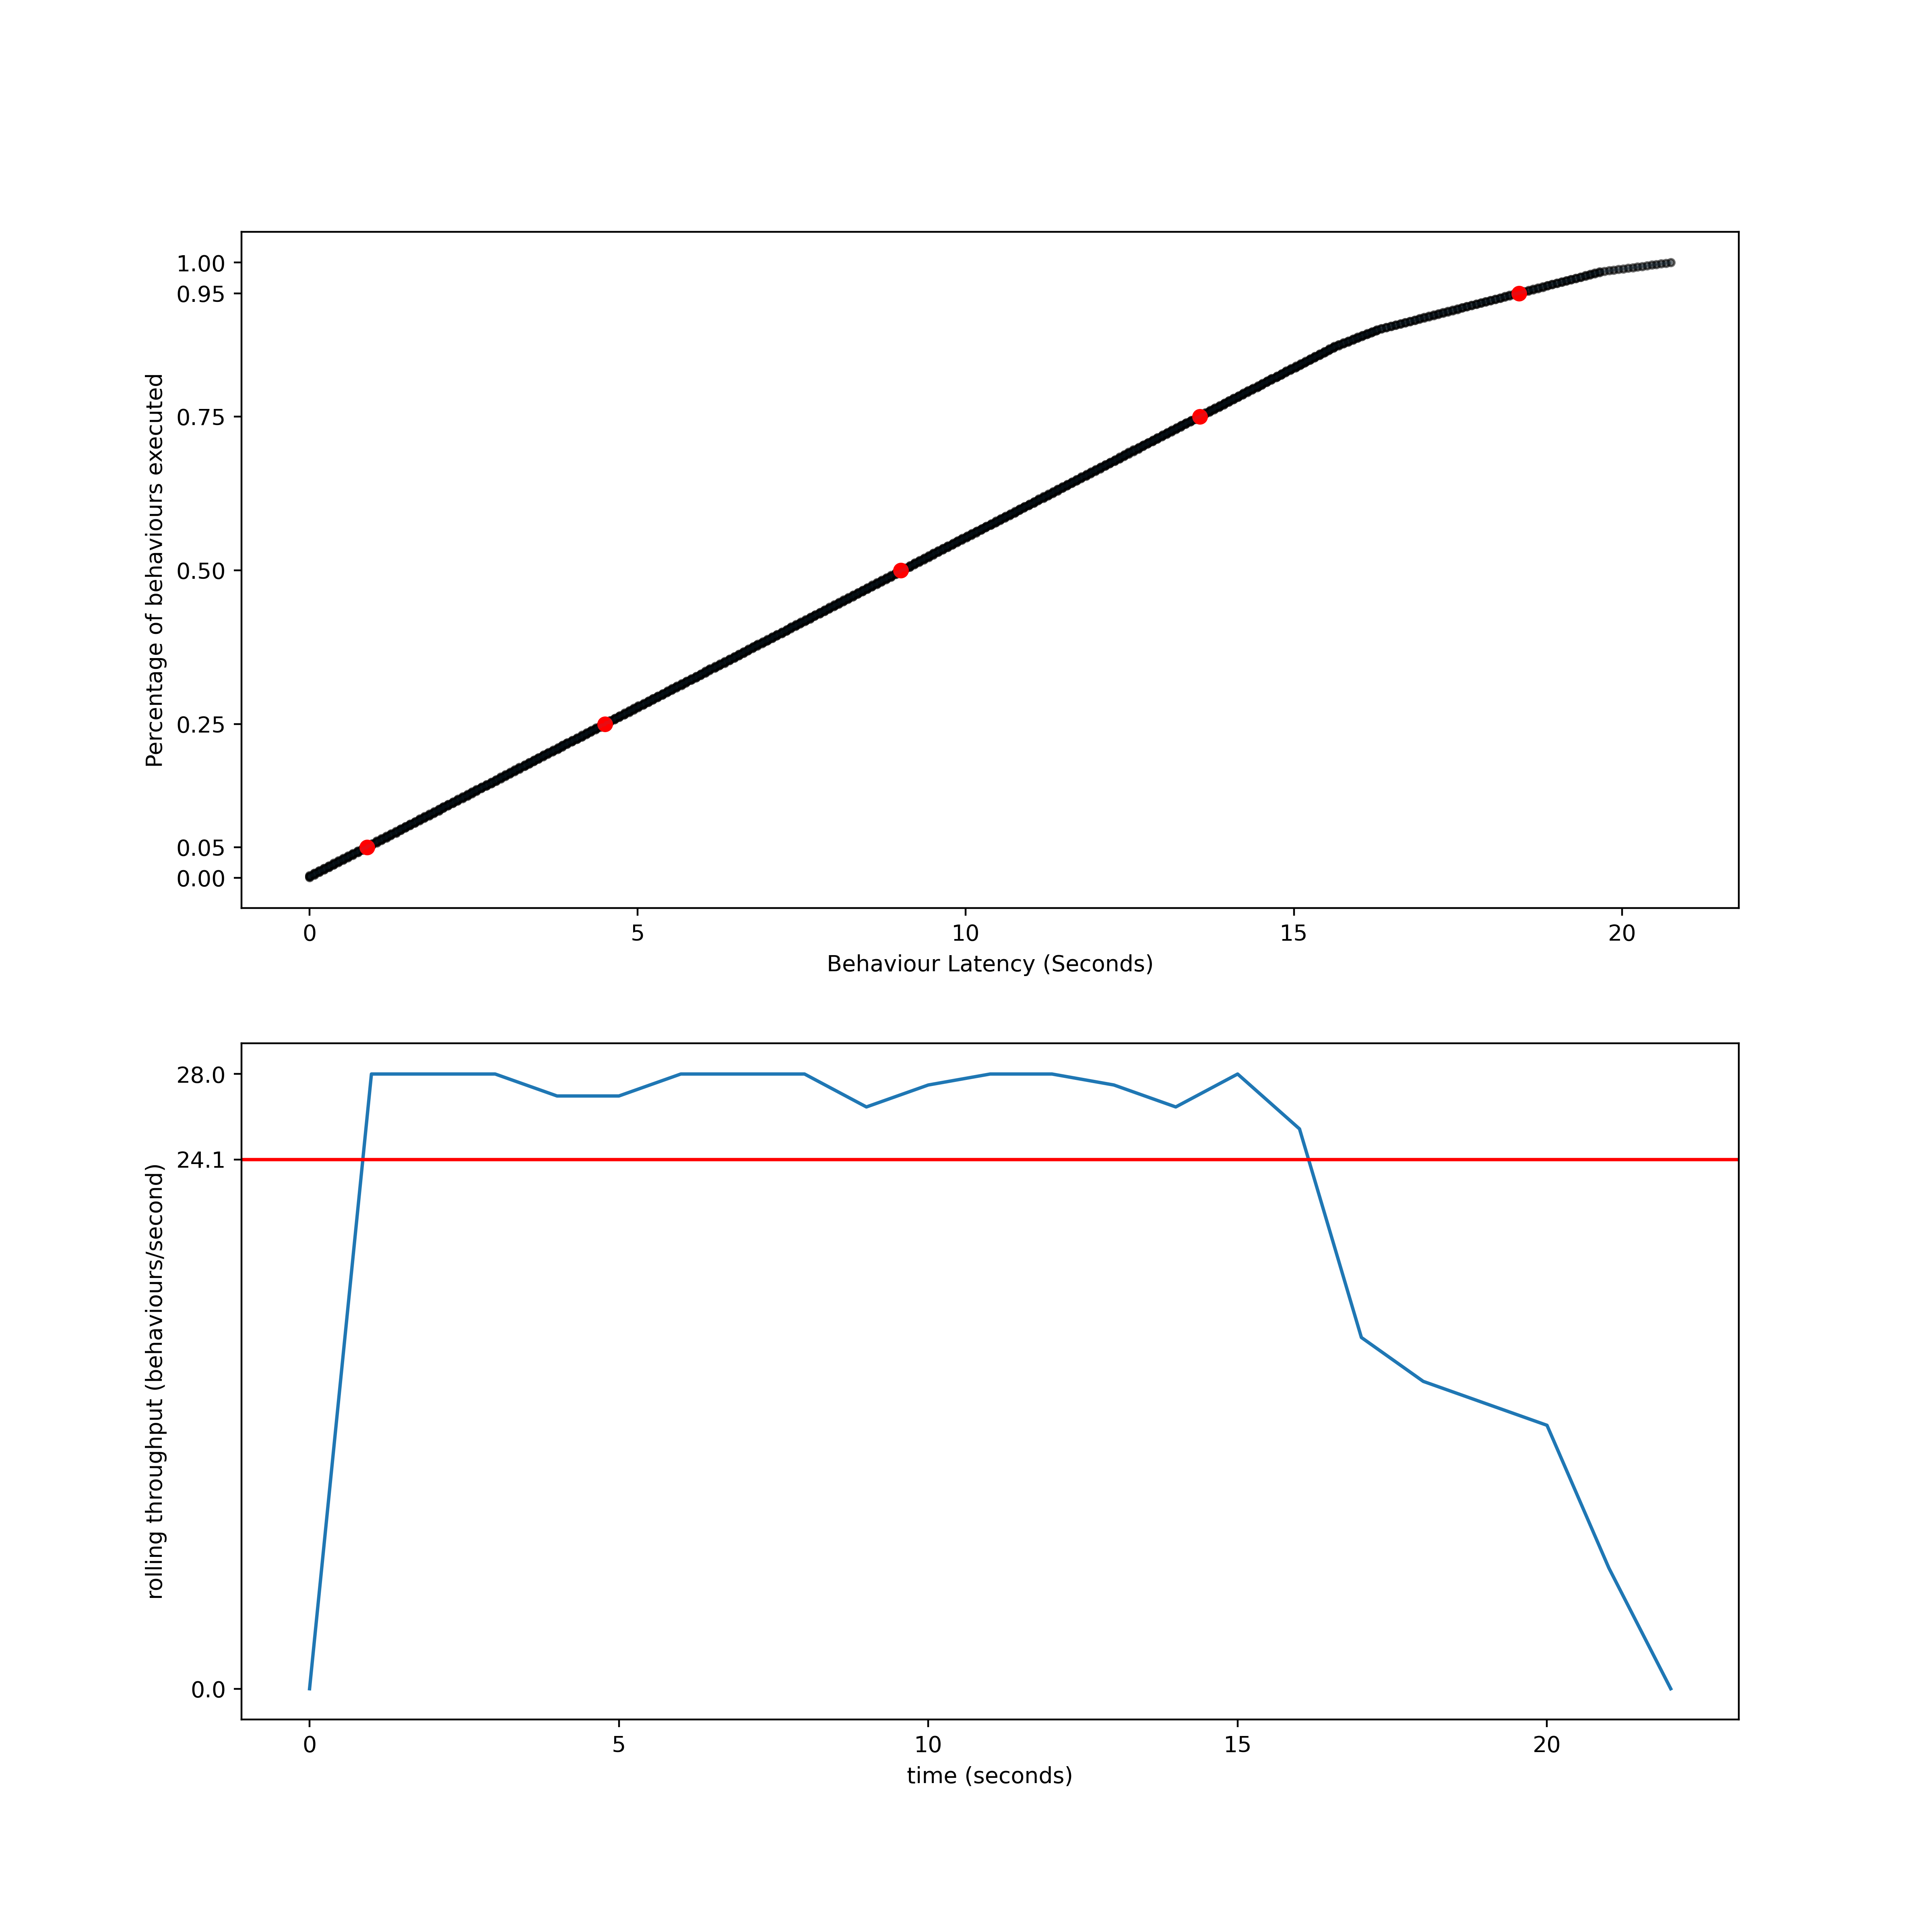 1.00
0.95
0.75
0.50
0.25
0.05
0.00
Percentage of behaviours executed
0 5 10 15 20
Behaviour Latency (Seconds)
28.0
24.1
0.0
rolling throughput (behaviours/second)
0 5 10 15 20
time (seconds)